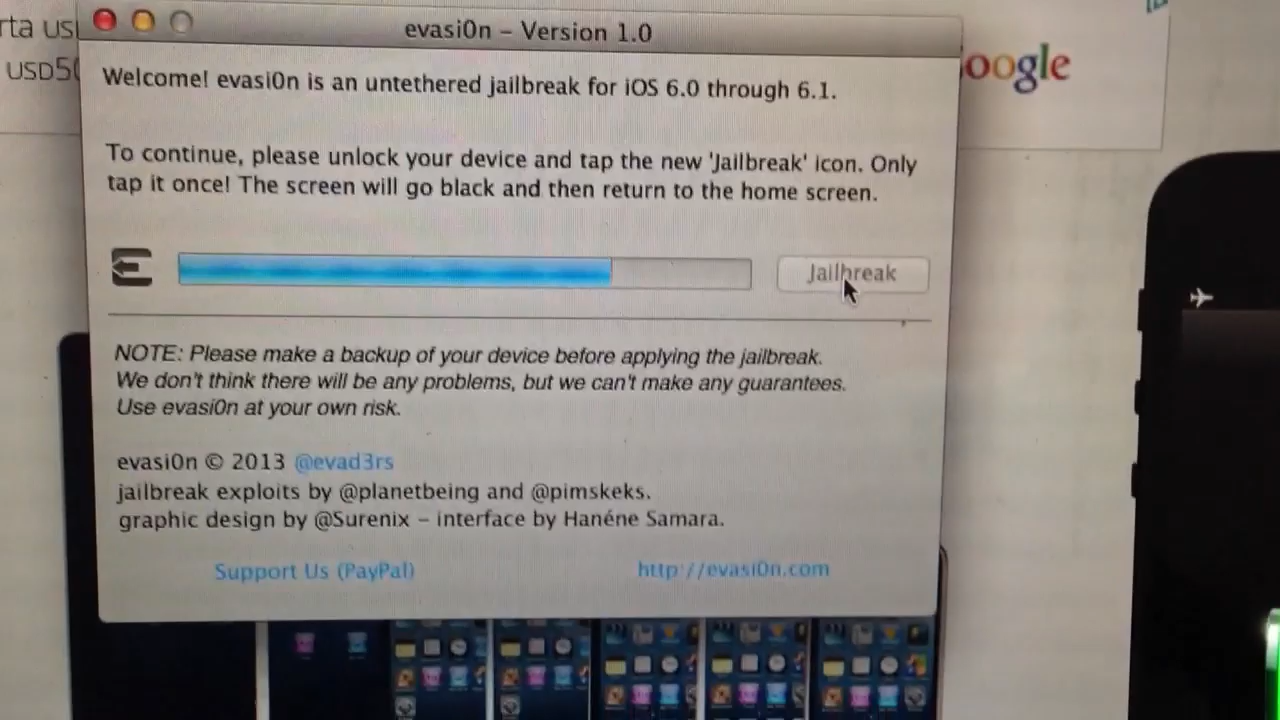 rta
evasi0n – Version 1.0
USD50
oogle
Welcome! evasi0n is an untethered jailbreak for iOS 6.0 through 6.1.
To continue, please unlock your device and tap the new 'Jailbreak' icon. Only
tap it once! The screen will go black and then return to the home screen.
Jailbreak
NOTE: Please make a backup of your device before applying the jailbreak.
We don't think there will be any problems, but we can't make any guarantees.
Use evasi0n at your own risk.
evasi0n © 2013 @evad3rs
jailbreak exploits by @planetbeing and @pimskeks.
graphic design by @Surenix – interface by Hanéne Samara.
Support Us (PayPal)
http://evasi0n.com